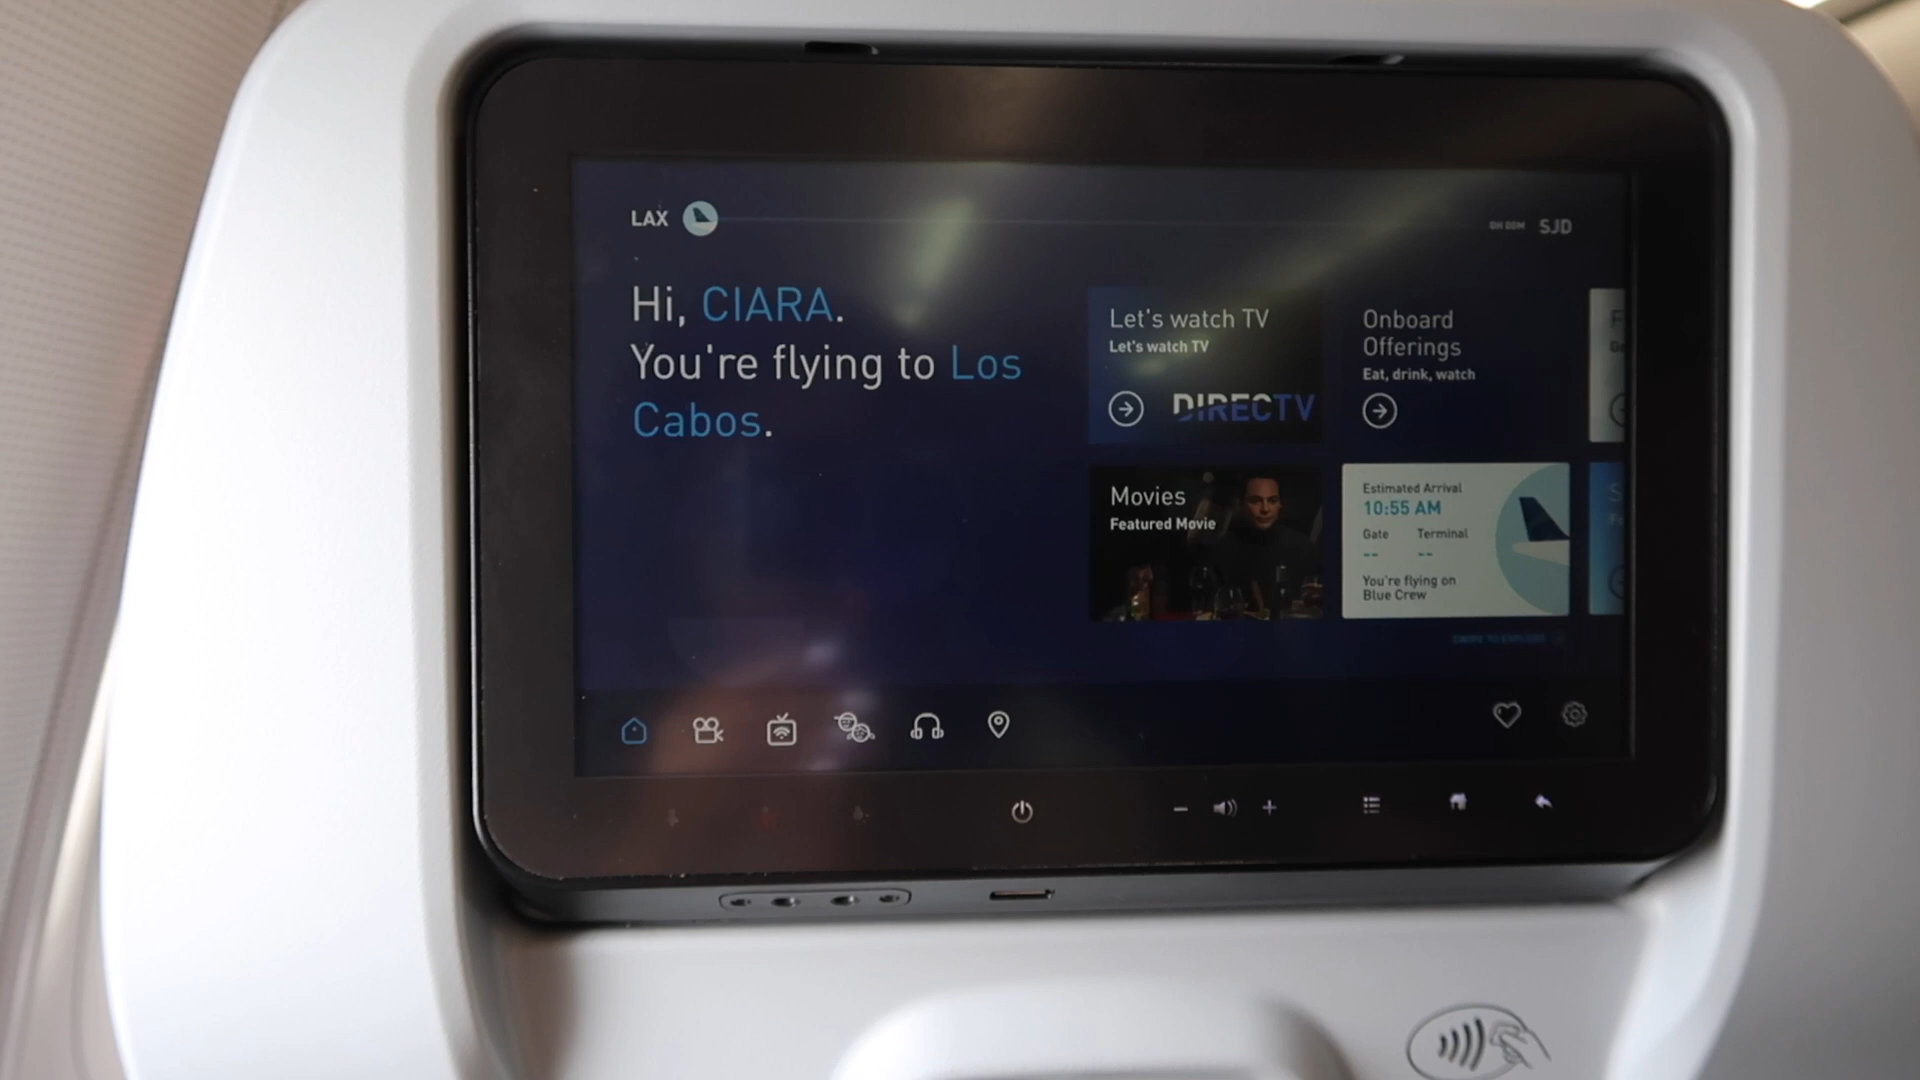 LAX
SJD
Hi, CIARA.
You're flying to Los
Cabos.
Let's watch TV
Let's watch TV
DIRECTV
Onboard
Offerings
Eat, drink, watch
Movies
Featured Movie
Estimated Arrival
10:55 AM
Gate Terminal
-- --
You're flying on
Blue Crew